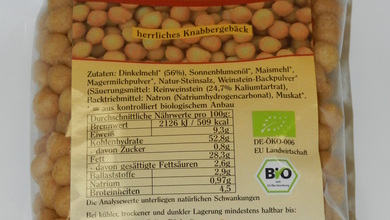 herrliches Knabbergebäck
Zutaten: Dinkelmehl* (56%), Sonnenblumenöl*, Maismehl*,
Magermilchpulver*, Natur-Steinsalz, Weinstein-Backpulver*
(Säuerungsmittel: Reinweinstein (24,7% Kaliumtartrat),
Backtriebmittel: Natron (Natriumhydrogencarbonat), Muskat*.
* = aus kontrolliert biologischem Anbau
Durchschnittliche Nährwerte pro 100g:
Brennwert 2126 kJ / 509 kcal
Eiweiß 9,3g
Kohlenhydrate 52,8g
-davon Zucker 0,8g
Fett 28,3g
-davon gesättigte Fettsäuren 2,6g
Ballaststoffe 2,9g
Natrium 0,97g
Broteinheiten 4,5
Die Analysewerte unterliegen natürlichen Schwankungen
Bei kühler, trockener und dunkler Lagerung mindestens haltbar bis:
DE-ÖKO-006
EU Landwirtschaft
BIO